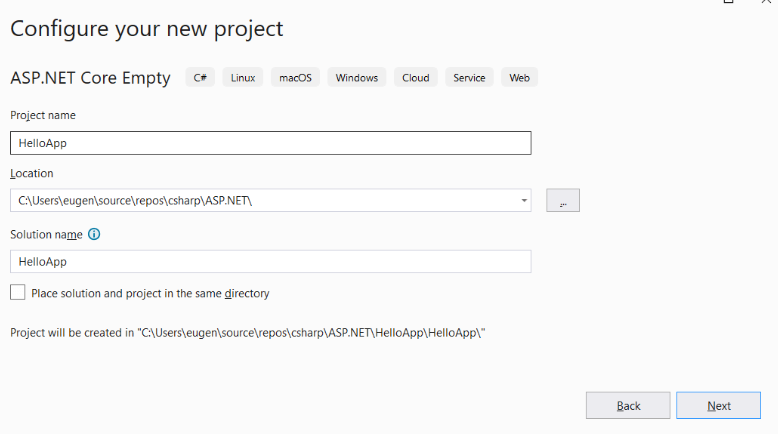 Configure your new project
ASP.NET Core Empty C# Linux macOS Windows Cloud Service Web
Project name
HelloApp
Location
C:\Users\eugen\source\repos\csharp\ASP.NET\
...
Solution name
HelloApp
Place solution and project in the same directory
Project will be created in "C:\Users\eugen\source\repos\csharp\ASP.NET\HelloApp\HelloApp\"
Back Next